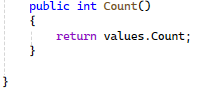 public int Count()
{
return values.Count;
}
}